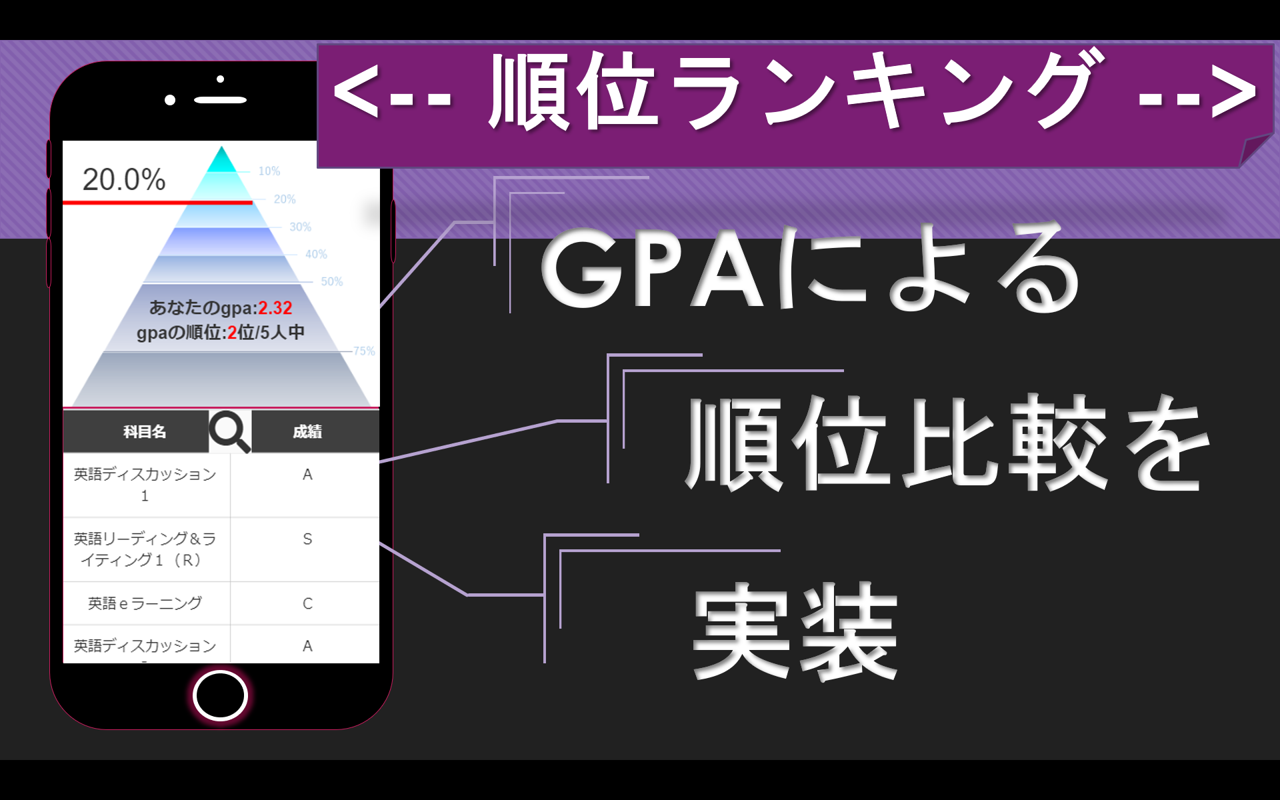 <-- 順位ランキング -->
20.0%
10%
20%
30%
40%
50%
あなたのgpa:2.32
gpaの順位:2位/5人中
75%
科目名 成績
英語ディスカッション
1
A
英語リーディング&ラ
イティング1（R）
S
英語eラーニング
C
英語ディスカッション
A
GPAによる
順位比較を
実装